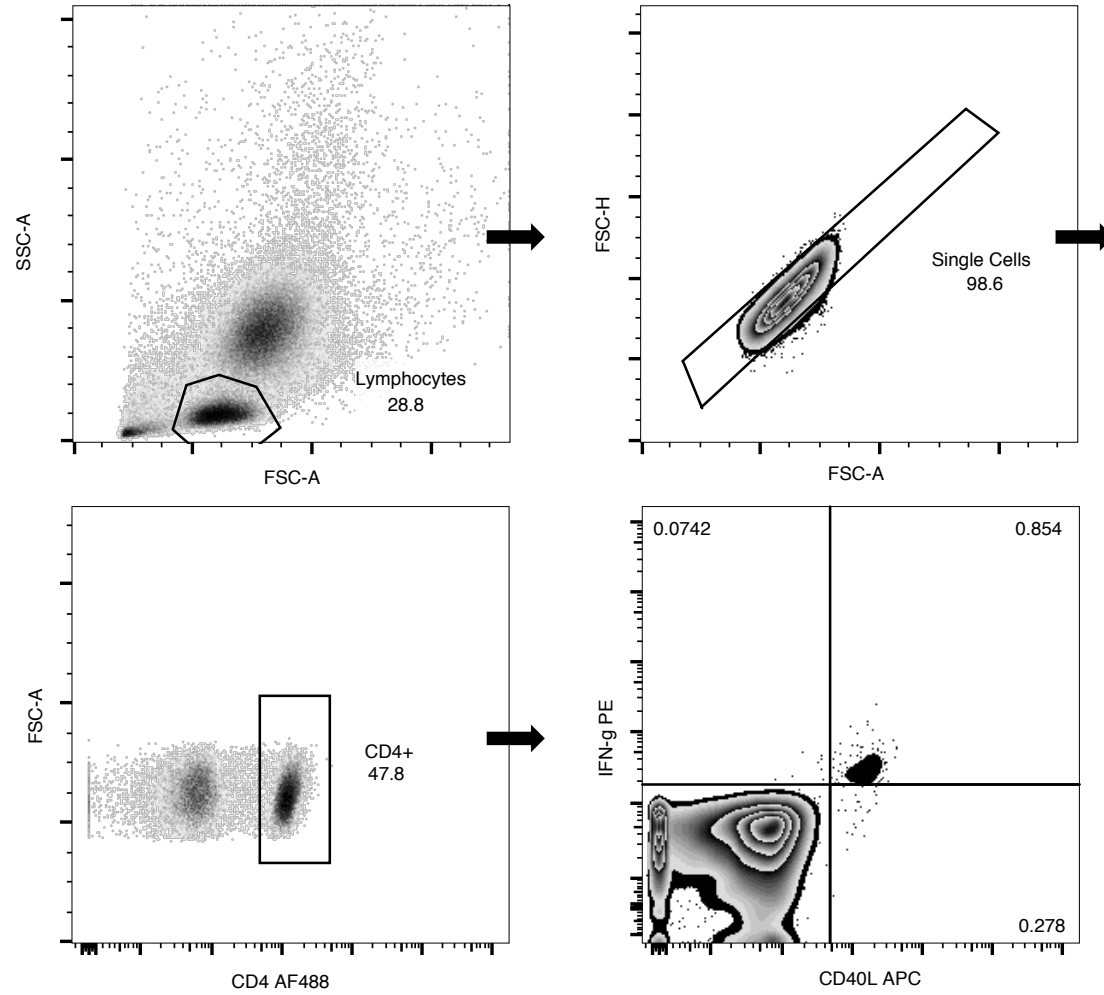 SSC-A
Lymphocytes
28.8
FSC-A
FSC-H
Single Cells
98.6
FSC-A
FSC-A
CD4+
47.8
CD4 AF488
IFN-g PE
0.0742
0.854
0.278
CD40L APC